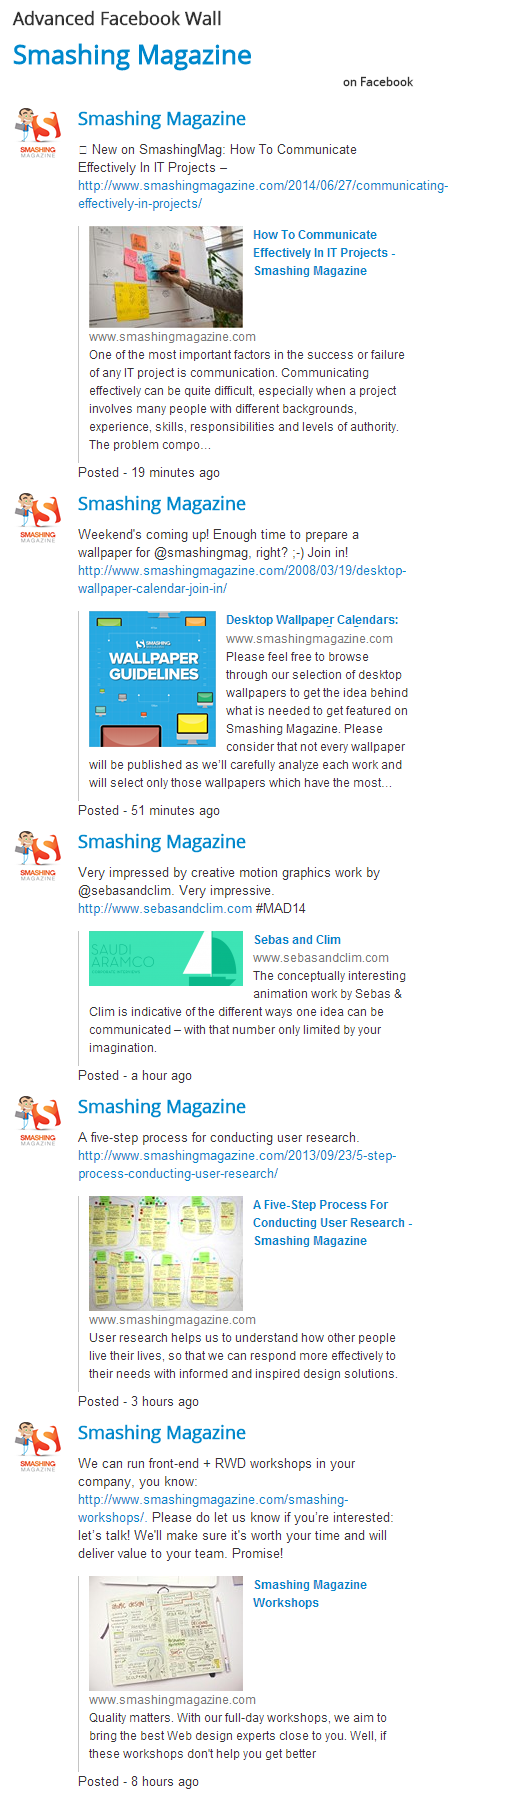 Advanced Facebook Wall
Smashing Magazine
on Facebook
SMASHING
MAGAZINE
Smashing Magazine
New on SmashingMag: How To Communicate
Effectively In IT Projects –
http://www.smashingmagazine.com/2014/06/27/communicating-
effectively-in-projects/
How To Communicate
Effectively In IT Projects -
Smashing Magazine
www.smashingmagazine.com
One of the most important factors in the success or failure
of any IT project is communication. Communicating
effectively can be quite difficult, especially when a project
involves many people with different backgrounds,
experience, skills, responsibilities and levels of authority.
The problem compo...
Posted - 19 minutes ago
SMASHING
MAGAZINE
Smashing Magazine
Weekend's coming up! Enough time to prepare a
wallpaper for @smashingmag, right? ;-) Join in!
http://www.smashingmagazine.com/2008/03/19/desktop-
wallpaper-calendar-join-in/
SMASHING
MAGAZINE
WALLPAPER
GUIDELINES
Desktop Wallpaper Calendars:
www.smashingmagazine.com
Please feel free to browse
through our selection of desktop
wallpapers to get the idea behind
what is needed to get featured on
Smashing Magazine. Please
consider that not every wallpaper
will be published as we’ll carefully analyze each work and
will select only those wallpapers which have the most...
Posted - 51 minutes ago
SMASHING
MAGAZINE
Smashing Magazine
Very impressed by creative motion graphics work by
@sebasandclim. Very impressive.
http://www.sebasandclim.com #MAD14
SAUDI
ARAMCO
Sebas and Clim
www.sebasandclim.com
The conceptually interesting
animation work by Sebas &
Clim is indicative of the different ways one idea can be
communicated – with that number only limited by your
imagination.
Posted - a hour ago
SMASHING
MAGAZINE
Smashing Magazine
A five-step process for conducting user research.
http://www.smashingmagazine.com/2013/09/23/5-step-
process-conducting-user-research/
A Five-Step Process For
Conducting User Research -
Smashing Magazine
www.smashingmagazine.com
User research helps us to understand how other people
live their lives, so that we can respond more effectively to
their needs with informed and inspired design solutions.
Posted - 3 hours ago
SMASHING
MAGAZINE
Smashing Magazine
We can run front-end + RWD workshops in your
company, you know:
http://www.smashingmagazine.com/smashing-
workshops/. Please do let us know if you’re interested:
let’s talk! We'll make sure it's worth your time and will
deliver value to your team. Promise!
Smashing Magazine
Workshops
www.smashingmagazine.com
Quality matters. With our full-day workshops, we aim to
bring the best Web design experts close to you. Well, if
these workshops don't help you get better
Posted - 8 hours ago